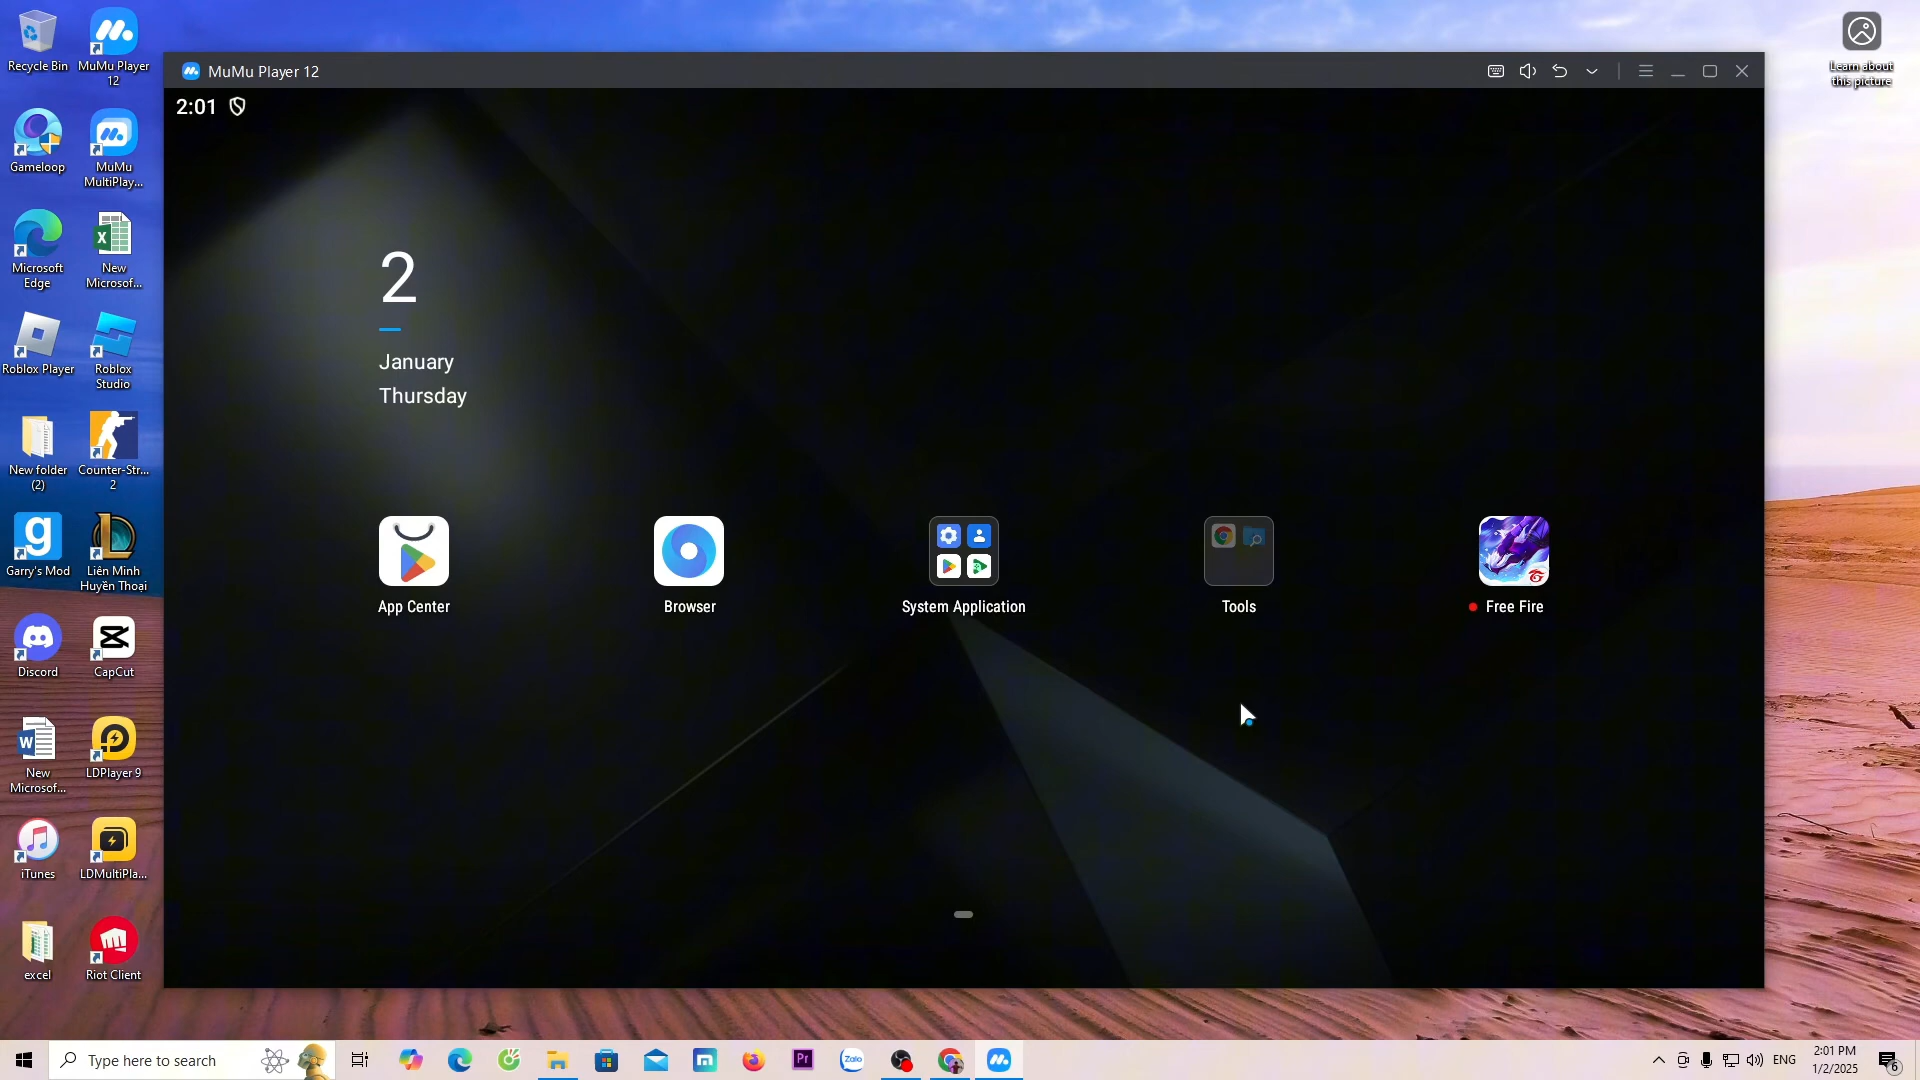 Recycle Bin
MuMu Player
12
Learn about
this picture
MuMu Player 12
2:01
Gameloop
MuMu
MultiPlay...
Microsoft
Edge
New
Microsof...
2
January
Thursday
Roblox Player
Roblox
Studio
New folder
(2)
Counter-Str...
2
Garry's Mod
Liên Minh
Huyền Thoại
App Center
Browser
System Application
Tools
Free Fire
Discord
CapCut
New
Microsof...
LDPlayer 9
iTunes
LDMultiPla...
excel
Riot Client
Type here to search
Pr
Zalo
ENG
2:01 PM
1/2/2025
6